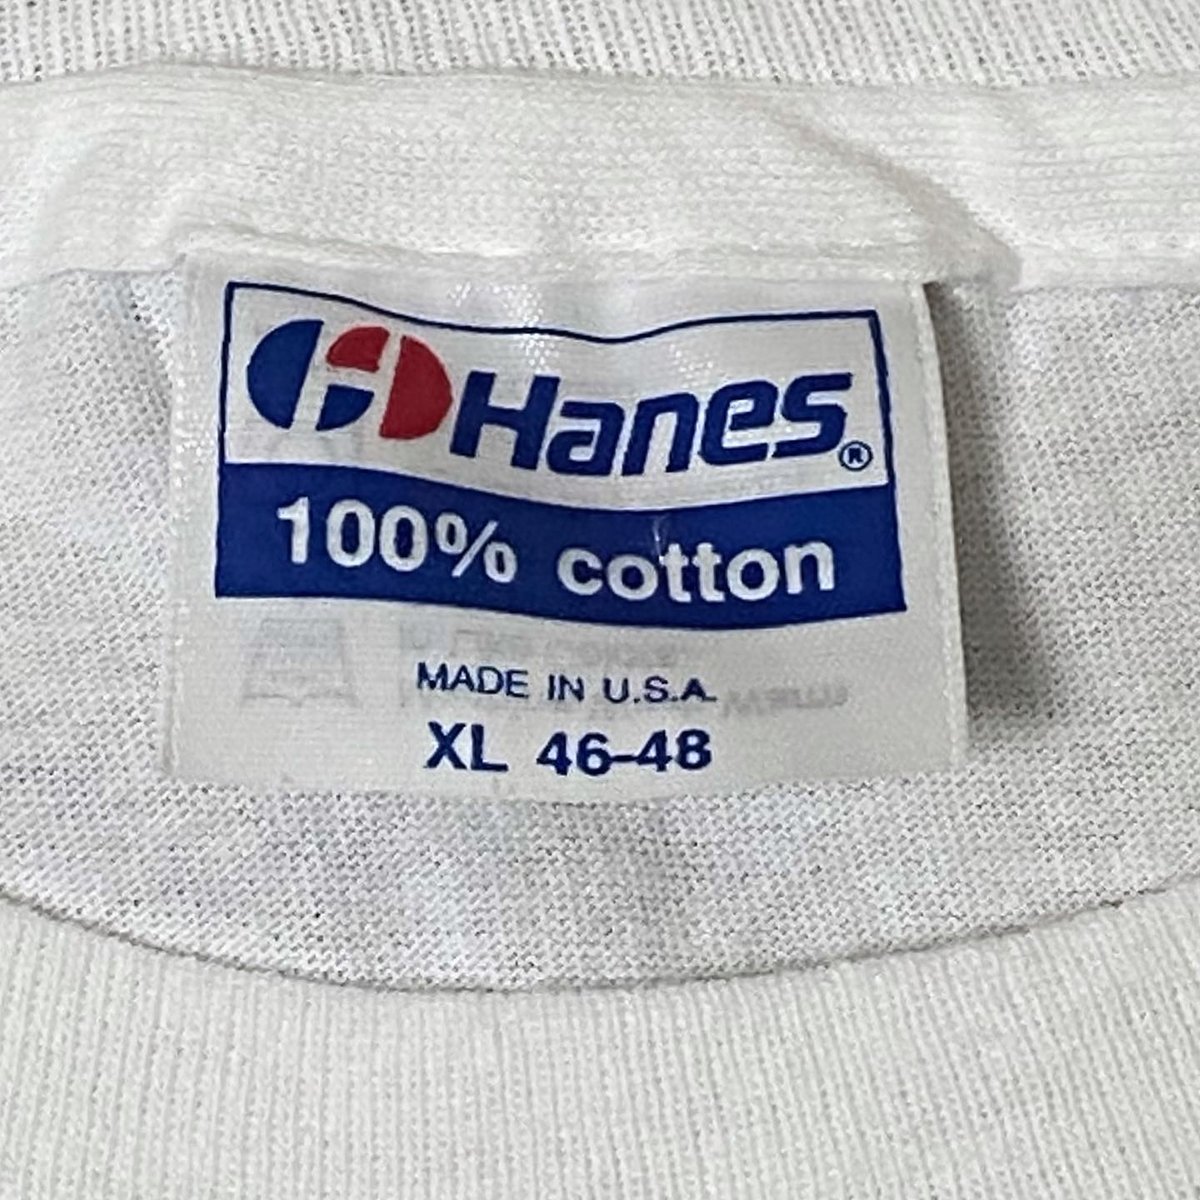 Hanes®
100% cotton
MADE IN U.S.A.
XL 46-48